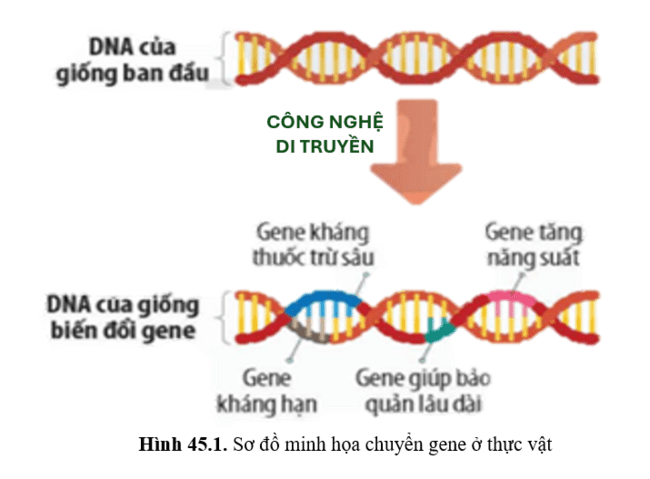 DNA của
giống ban đầu
CÔNG NGHỆ
DI TRUYỀN
Gene kháng
thuốc trừ sâu
Gene tăng
năng suất
DNA của giống
biến đổi gene
Gene
kháng hạn
Gene giúp bảo
quản lâu dài
Hình 45.1. Sơ đồ minh họa chuyển gene ở thực vật